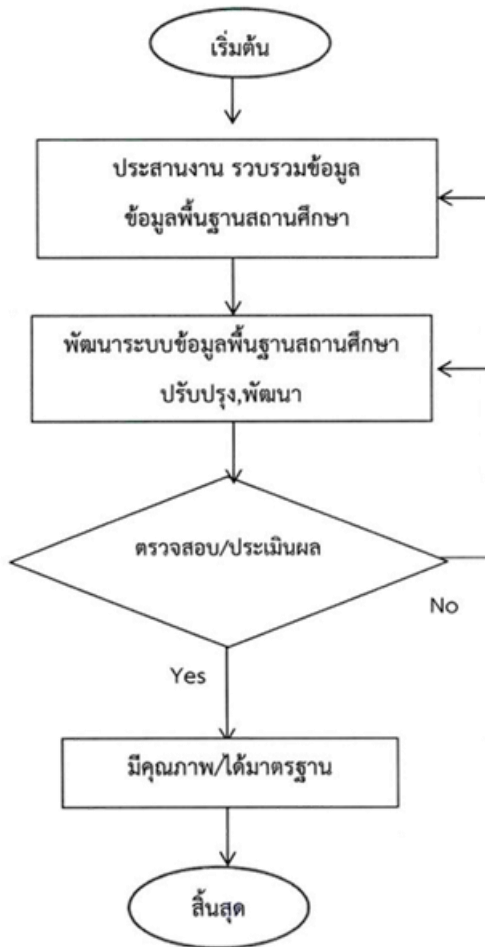 เริ่มต้น
ประสานงาน รวบรวมข้อมูล
ข้อมูลพื้นฐานสถานศึกษา
พัฒนาระบบข้อมูลพื้นฐานสถานศึกษา
ปรับปรุง,พัฒนา
ตรวจสอบ/ประเมินผล
No
Yes
มีคุณภาพ/ได้มาตรฐาน
สิ้นสุด